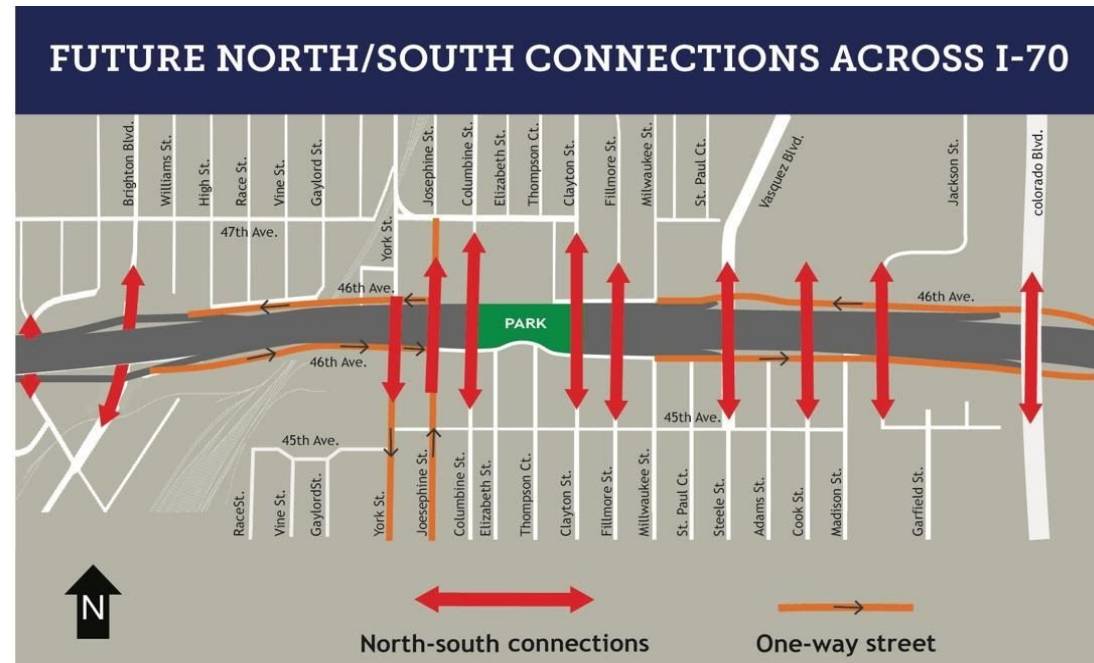 FUTURE NORTH/SOUTH CONNECTIONS ACROSS I-70
Brighton Blvd.
Williams St.
High St.
Race St.
Vine St.
Gaylord St.
York St.
Josephine St.
Columbine St.
Elizabeth St.
Thompson Ct.
Clayton St.
Fillmore St.
Milwaukee St.
St. Paul Ct.
Vasquez Blvd.
Jackson St.
colorado Blvd.
47th Ave.
46th Ave.
46th Ave.
PARK
46th Ave.
45th Ave.
45th Ave.
RaceSt.
Vine St.
GaylordSt.
York St.
Joesephine St.
Columbine St.
Elizabeth St.
Thompson Ct.
Clayton St.
Fillmore St.
Millwaukee St.
St. Paul Ct.
Steele St.
Adams St.
Cook St.
Madison St.
Garfield St.
N
North-south connections
One-way street